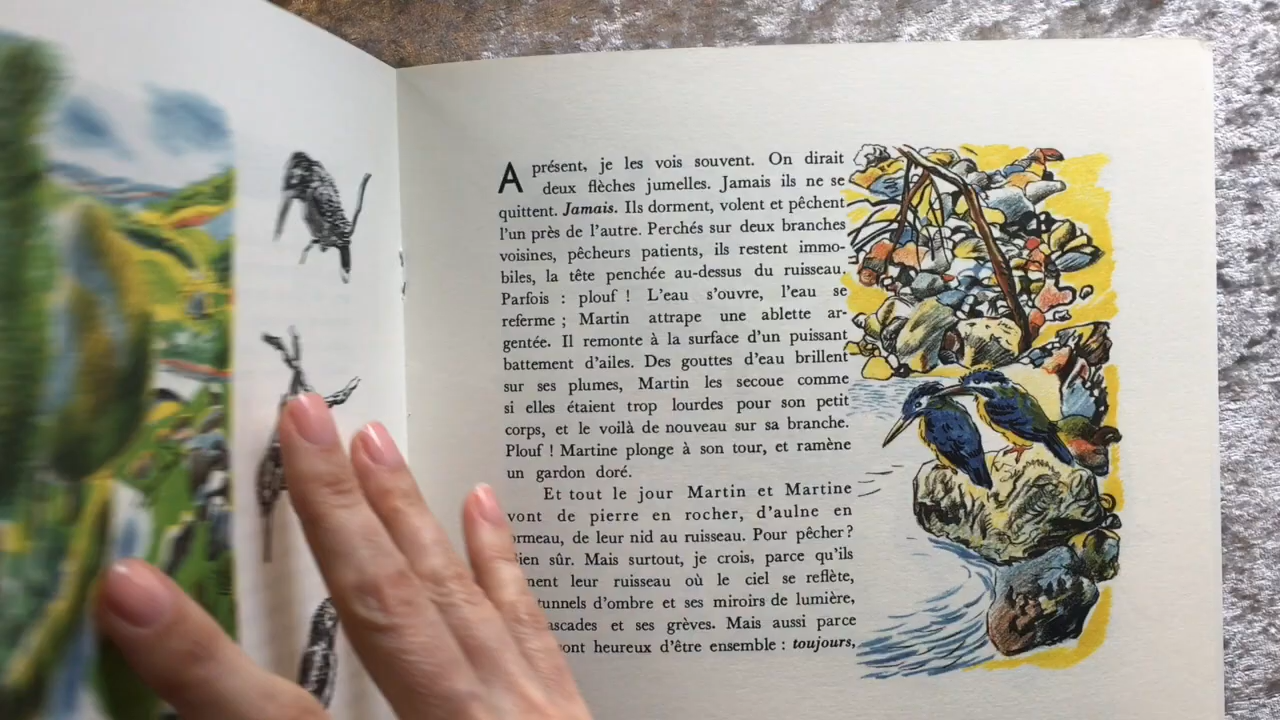 A présent, je les vois souvent. On dirait
deux flèches jumelles. Jamais ils ne se
quittent. Jamais. Ils dorment, volent et pêchent
l'un près de l'autre. Perchés sur deux branches
voisines, pêcheurs patients, ils restent immo-
biles, la tête penchée au-dessus du ruisseau.
Parfois : plouf ! L'eau s'ouvre, l'eau se
referme ; Martin attrape une ablette ar-
gentée. Il remonte à la surface d'un puissant
battement d'ailes. Des gouttes d'eau brillent
sur ses plumes, Martin les secoue comme
si elles étaient trop lourdes pour son petit
corps, et le voilà de nouveau sur sa branche.
Plouf ! Martine plonge à son tour, et ramène
un gardon doré.
Et tout le jour Martin et Martine
vont de pierre en rocher, d'aulne en
ormeau, de leur nid au ruisseau. Pour pêcher ?
Bien sûr. Mais surtout, je crois, parce qu'ils
leur ruisseau où le ciel se reflète,
tunnels d'ombre et ses miroirs de lumière,
et ses grèves. Mais aussi parce
heureux d'être ensemble : toujours,